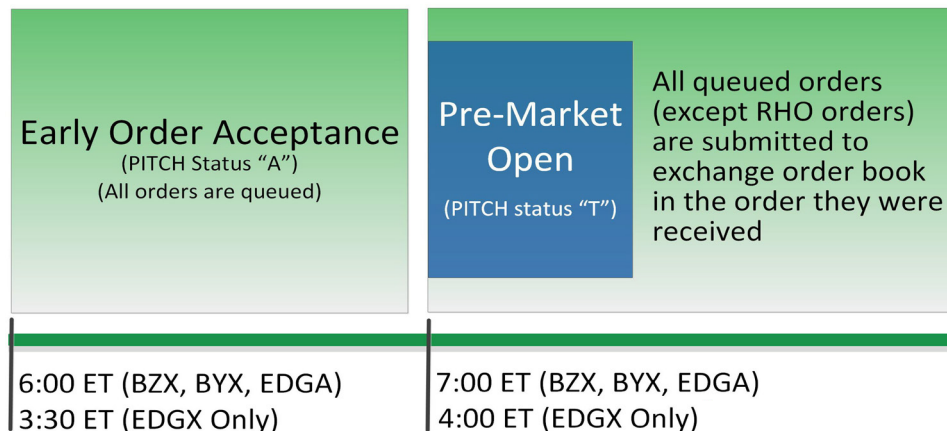 Early Order Acceptance
(PITCH Status “A”)
(All orders are queued)
Pre-Market
Open
(PITCH status “T”)
All queued orders
(except RHO orders)
are submitted to
exchange order book
in the order they were
received
6:00 ET (BZX, BYX, EDGA)
3:30 ET (EDGX Only)
7:00 ET (BZX, BYX, EDGA)
4:00 ET (EDGX Only)